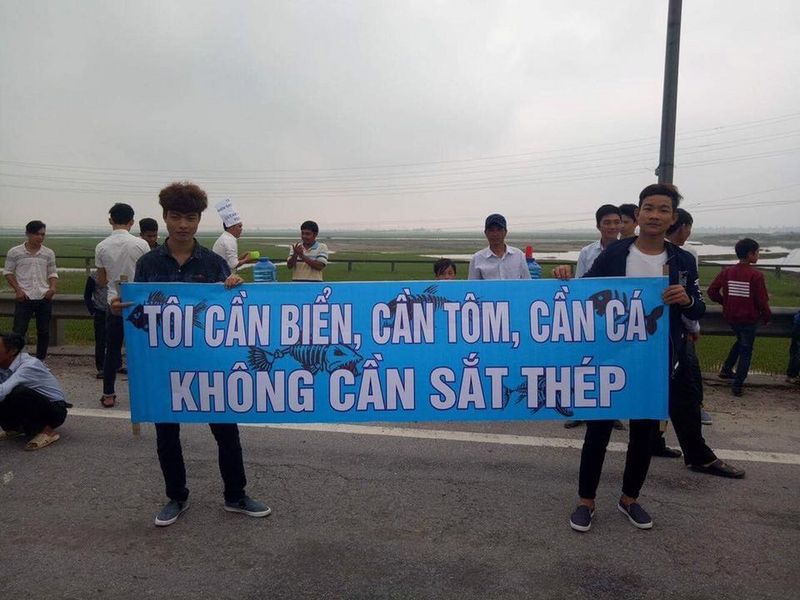 TÔI CẦN BIỂN, CẦN TÔM, CẦN CÁ
KHÔNG CẦN SẮT THÉP